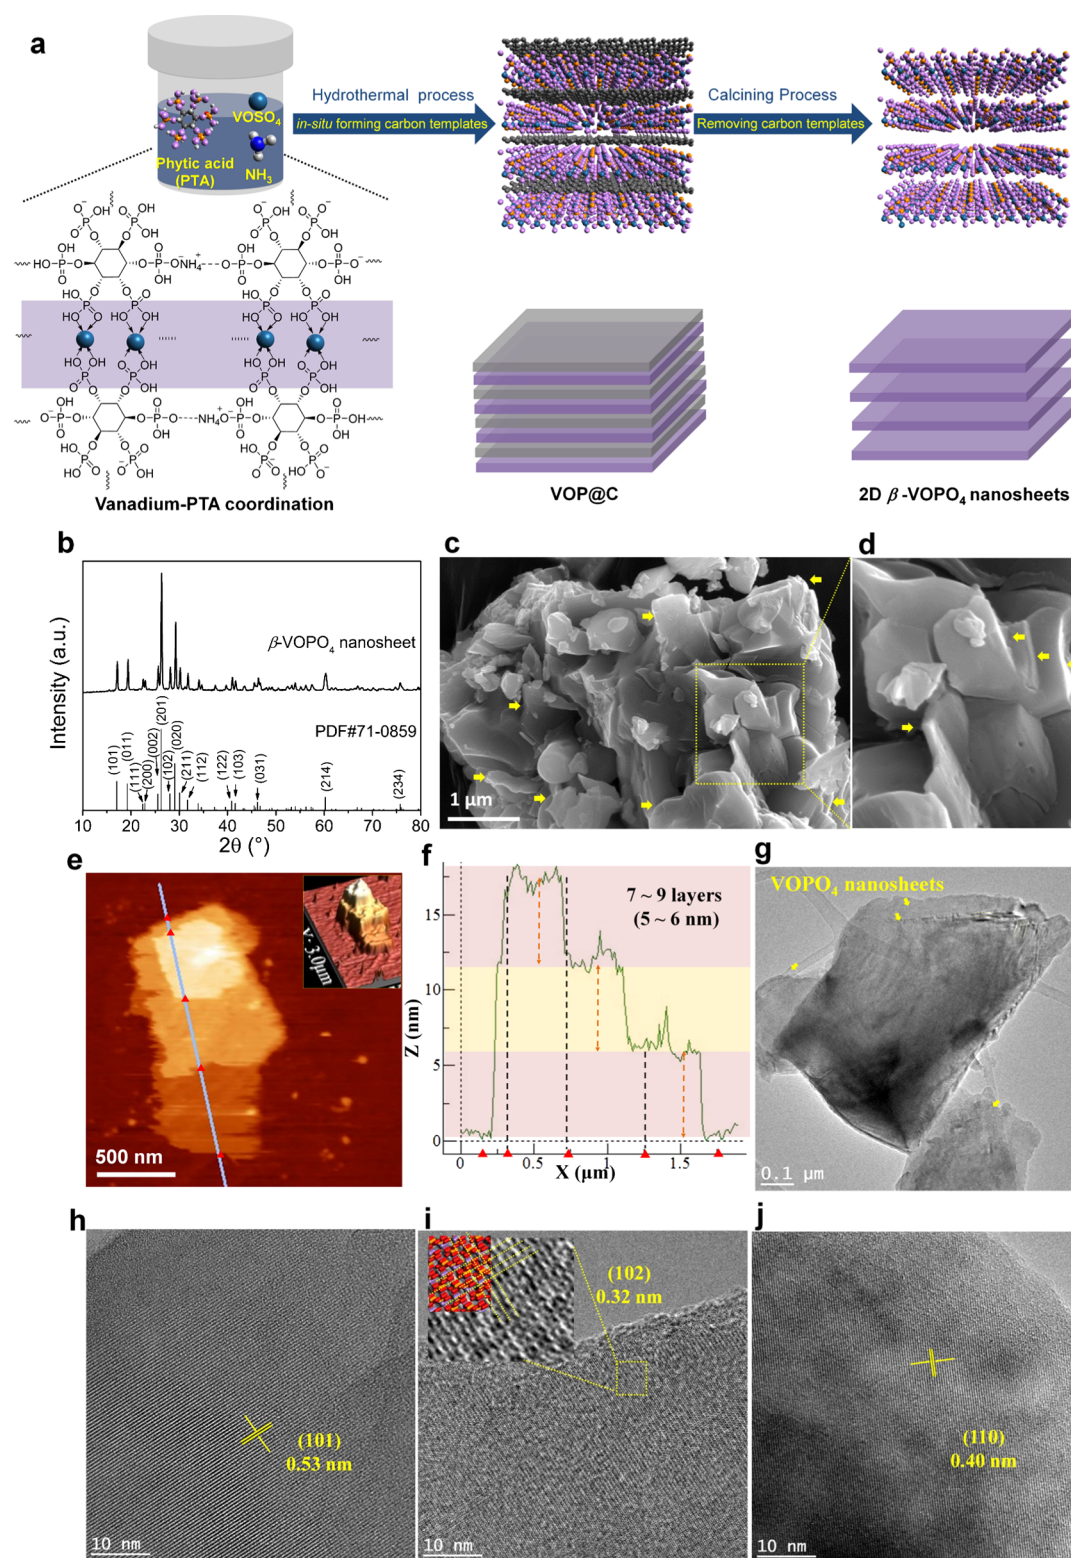 a
VOSO4
Phytic acid
(PTA)
NH3
Hydrothermal process
in-situ forming carbon templates
Calcining Process
Removing carbon templates
Vanadium-PTA coordination
VOP@C
2D β-VOPO4 nanosheets
b
Intensity (a.u.)
β-VOPO4 nanosheet
PDF#71-0859
(101)
(011)
(111)
(200)
(002)
(201)
(102)
(020)
(211)
(112)
(122)
(103)
(031)
(214)
(234)
10 20 30 40 50 60 70 80
2θ (°)
c
1 µm
d
e
Y: 3.0µm
500 nm
f
7 ~ 9 layers
(5 ~ 6 nm)
Z (nm)
15
10
5
0
0 0.5 1 1.5
X (µm)
g
VOPO4 nanosheets
0.1 µm
h
(101)
0.53 nm
10 nm
i
(102)
0.32 nm
10 nm
j
(110)
0.40 nm
10 nm